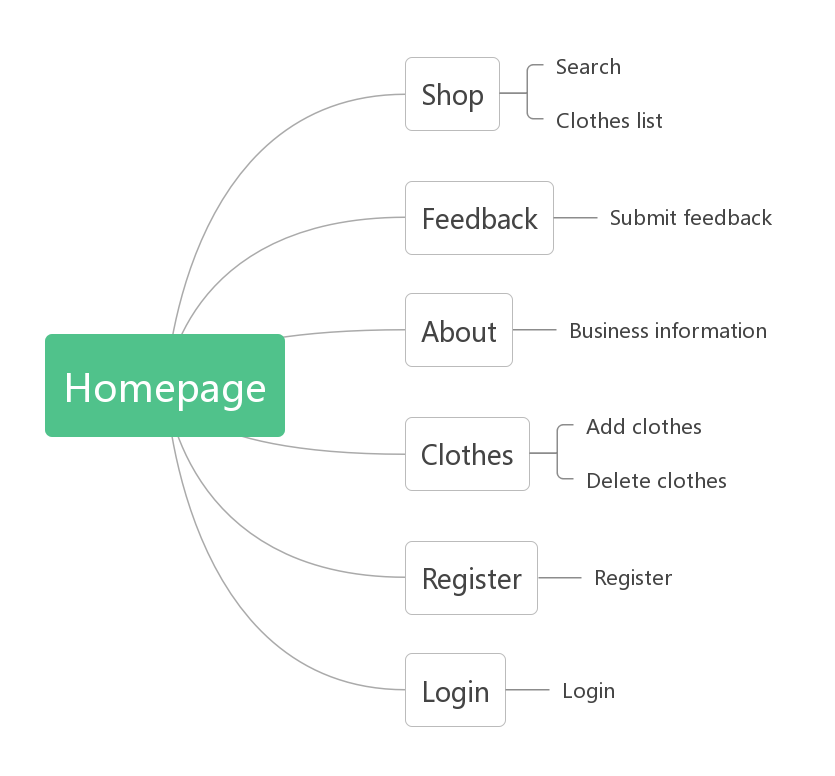 Homepage
Shop
Search
Clothes list
Feedback
Submit feedback
About
Business information
Clothes
Add clothes
Delete clothes
Register
Register
Login
Login